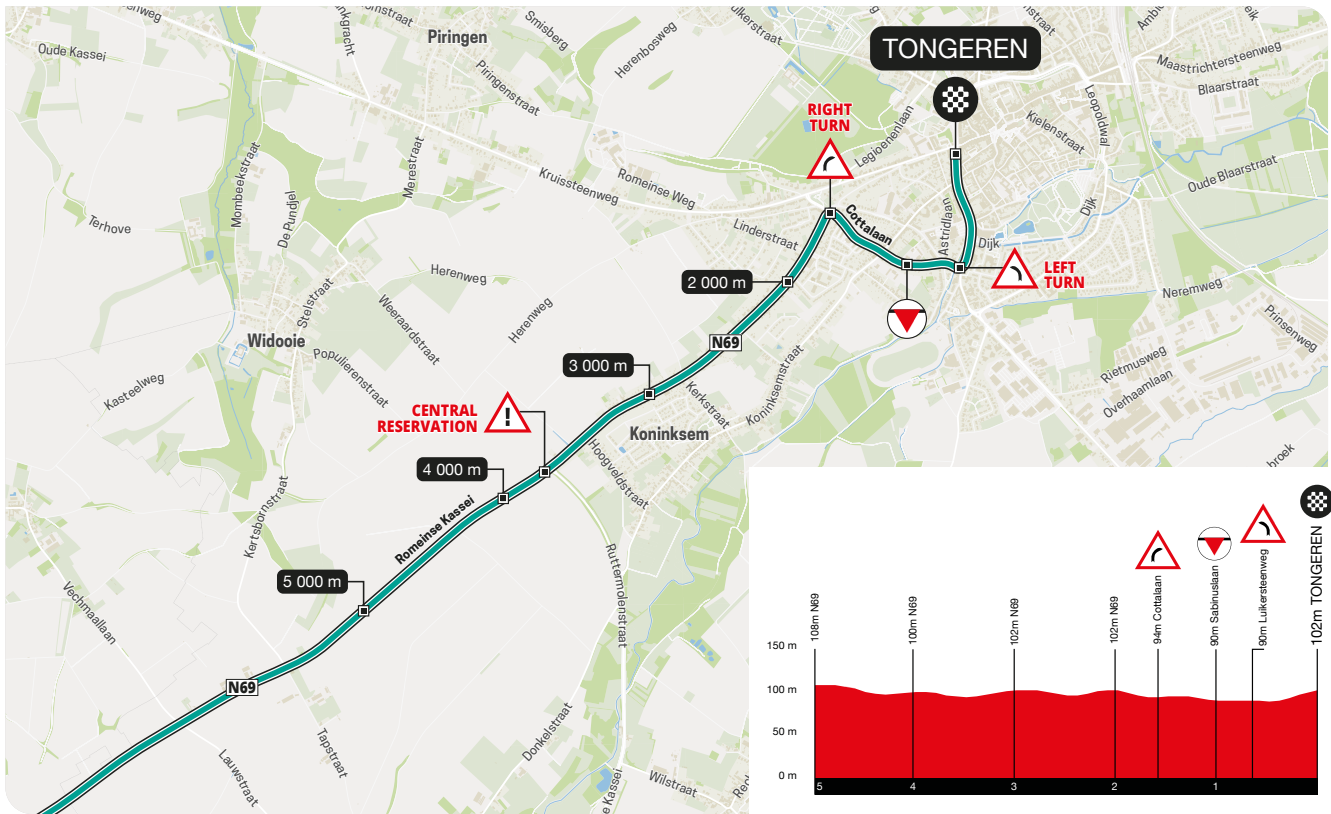 Piringen
Oude Kassei
Smisberg
Herenbosweg
Piringenstraat
TONGEREN
Maastrichtersteenweg
Blaarstraat
Leopoldwal
Kielenstraat
Legioenenlaan
RIGHT
TURN
Oude Blaarstraat
Mombeekstraat
Merestraat
De Pundjel
Terhove
Kruissteenweg
Romeinse Weg
Linderstraat
Cottalaan
Astridlaan
Dijk
Dijk
LEFT
TURN
Herenweg
Herenweg
Stelstraat
Weeraardstraat
2 000 m
Neremweg
Prinsenweg
Widooie
Populierenstraat
N69
Rietmusweg
Overhaamlaan
Kasteelweg
3 000 m
Kerkstraat
Koninksemstraat
CENTRAL
RESERVATION
!
Koninksem
Hoogveldstraat
broek
4 000 m
Romeinse Kassei
Kertsbornstraat
Ruttermolenstraat
5 000 m
Vechmaallaan
N69
Tapstraat
Lauwstraat
Donkelstraat
Wilstraat
e Kassei
108m N69
100m N69
102m N69
102m N69
94m Cottalaan
90m Sabinuslaan
90m Luikersteenweg
102m TONGEREN
150 m
100 m
50 m
0 m
5
4
3
2
1